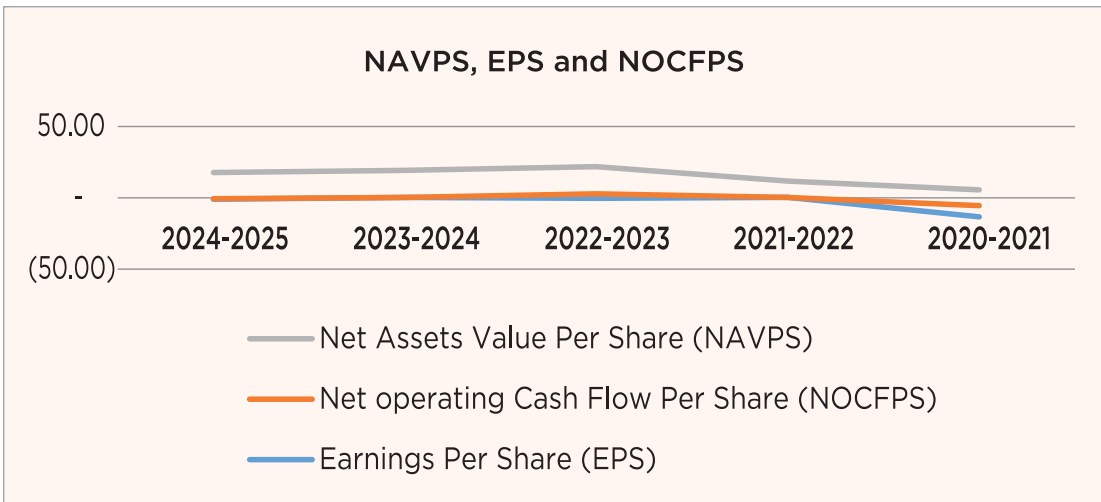 NAVPS, EPS and NOCFPS
50.00
-
2024-2025 2023-2024 2022-2023 2021-2022 2020-2021
(50.00)
Net Assets Value Per Share (NAVPS)
Net operating Cash Flow Per Share (NOCFPS)
Earnings Per Share (EPS)